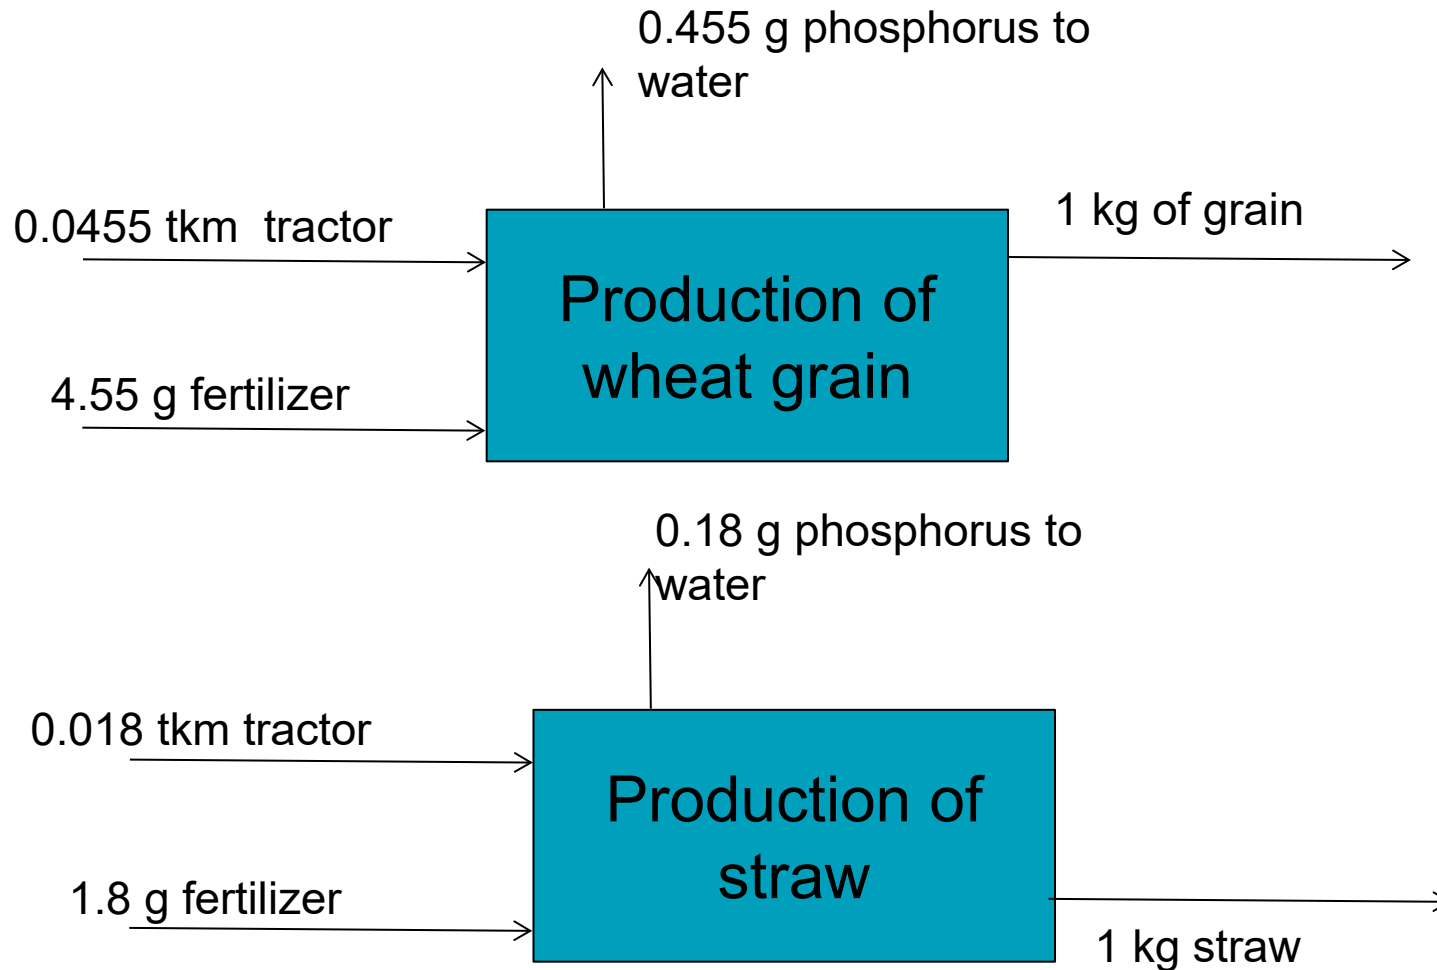 0.455 g phosphorus to
water
0.0455 tkm  tractor
1 kg of grain
Production of
wheat grain
4.55 g fertilizer
0.18 g phosphorus to
water
0.018 tkm tractor
Production of
straw
1.8 g fertilizer
1 kg straw